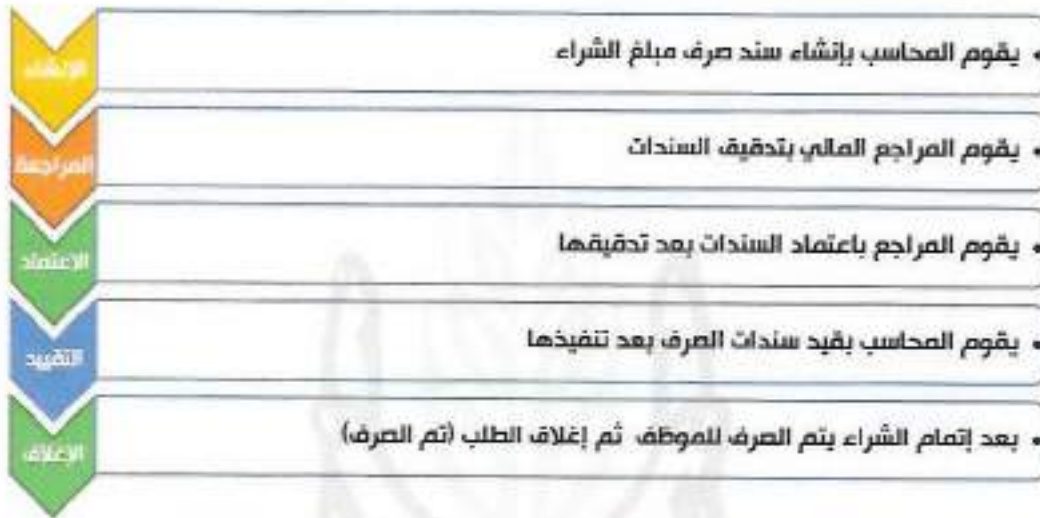 الإنشاء
• يقوم المحاسب بإنشاء سند صرف مبلغ الشراء
المراجعة
• يقوم المراجع المالي بتدقيق السندات
الاعتماد
• يقوم المراجع باعتماد السندات بعد تدقيقها
التقييد
• يقوم المحاسب بقيد سندات الصرف بعد تنفيذها
الإغلاق
• بعد إتمام الشراء يتم الصرف للموظف ثم إغلاق الطلب (تم الصرف)